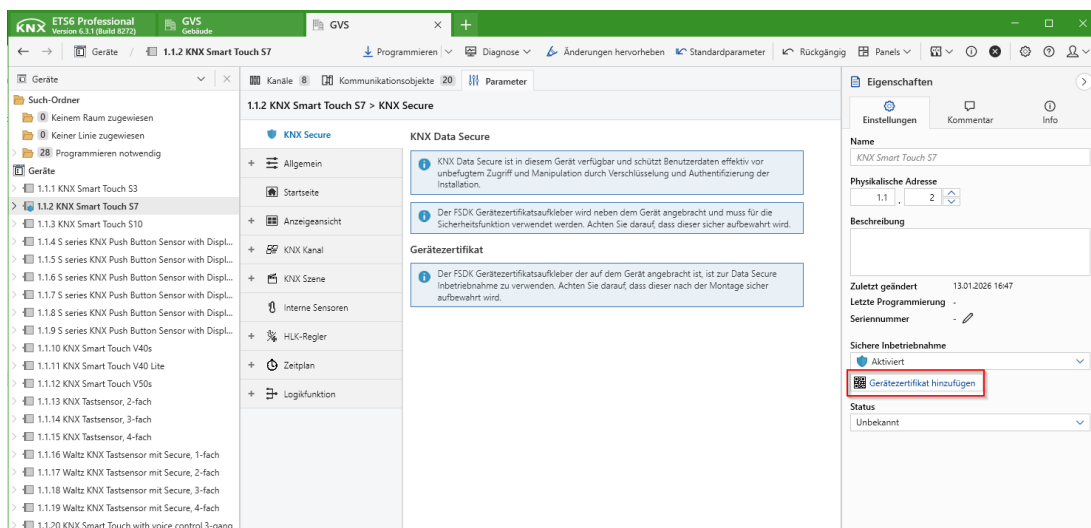 KNX ETS6 Professional
Version 6.3.1 (Build 8272)
GVS
Gebäude
GVS
Geräte / 1.1.2 KNX Smart Touch S7
Programmieren
Diagnose
Änderungen hervorheben
Standardparameter
Rückgängig
Panels
Geräte
Such-Ordner
0 Keinem Raum zugewiesen
0 Keiner Linie zugewiesen
28 Programmieren notwendig
Geräte
1.1.1 KNX Smart Touch S3
1.1.2 KNX Smart Touch S7
1.1.3 KNX Smart Touch S10
1.1.4 S series KNX Push Button Sensor with Displ...
1.1.5 S series KNX Push Button Sensor with Displ...
1.1.6 S series KNX Push Button Sensor with Displ...
1.1.7 S series KNX Push Button Sensor with Displ...
1.1.8 S series KNX Push Button Sensor with Displ...
1.1.9 S series KNX Push Button Sensor with Displ...
1.1.10 KNX Smart Touch V40s
1.1.11 KNX Smart Touch V40 Lite
1.1.12 KNX Smart Touch V50s
1.1.13 KNX Tastsensor, 2-fach
1.1.14 KNX Tastsensor, 3-fach
1.1.15 KNX Tastsensor, 4-fach
1.1.16 Waltz KNX Tastsensor mit Secure, 1-fach
1.1.17 Waltz KNX Tastsensor mit Secure, 2-fach
1.1.18 Waltz KNX Tastsensor mit Secure, 3-fach
1.1.19 Waltz KNX Tastsensor mit Secure, 4-fach
1.1.20 KNX Smart Touch with voice control 3-gang
Kanäle 8
Kommunikationsobjekte 20
Parameter
1.1.2 KNX Smart Touch S7 > KNX Secure
KNX Secure
Allgemein
Startseite
Anzeigeansicht
KNX Kanal
KNX Szene
Interne Sensoren
HLK-Regler
Zeitplan
Logikfunktion
KNX Data Secure
KNX Data Secure ist in diesem Gerät verfügbar und schützt Benutzerdaten effektiv vor
unbefugtem Zugriff und Manipulation durch Verschlüsselung und Authentifizierung der
Installation.
Der FSDK Gerätezertifikatsaufkleber wird neben dem Gerät angebracht und muss für die
Sicherheitsfunktion verwendet werden. Achten Sie darauf, dass dieser sicher aufbewahrt wird.
Gerätezertifikat
Der FSDK Gerätezertifikatsaufkleber der auf dem Gerät angebracht ist, ist zur Data Secure
Inbetriebnahme zu verwenden. Achten Sie darauf, dass dieser nach der Montage sicher
aufbewahrt wird.
Eigenschaften
Einstellungen
Kommentar
Info
Name
KNX Smart Touch S7
Physikalische Adresse
1.1 . 2
Beschreibung
Zuletzt geändert 13.01.2026 16:47
Letzte Programmierung -
Seriennummer -
Sichere Inbetriebnahme
Aktiviert
Gerätezertifikat hinzufügen
Status
Unbekannt